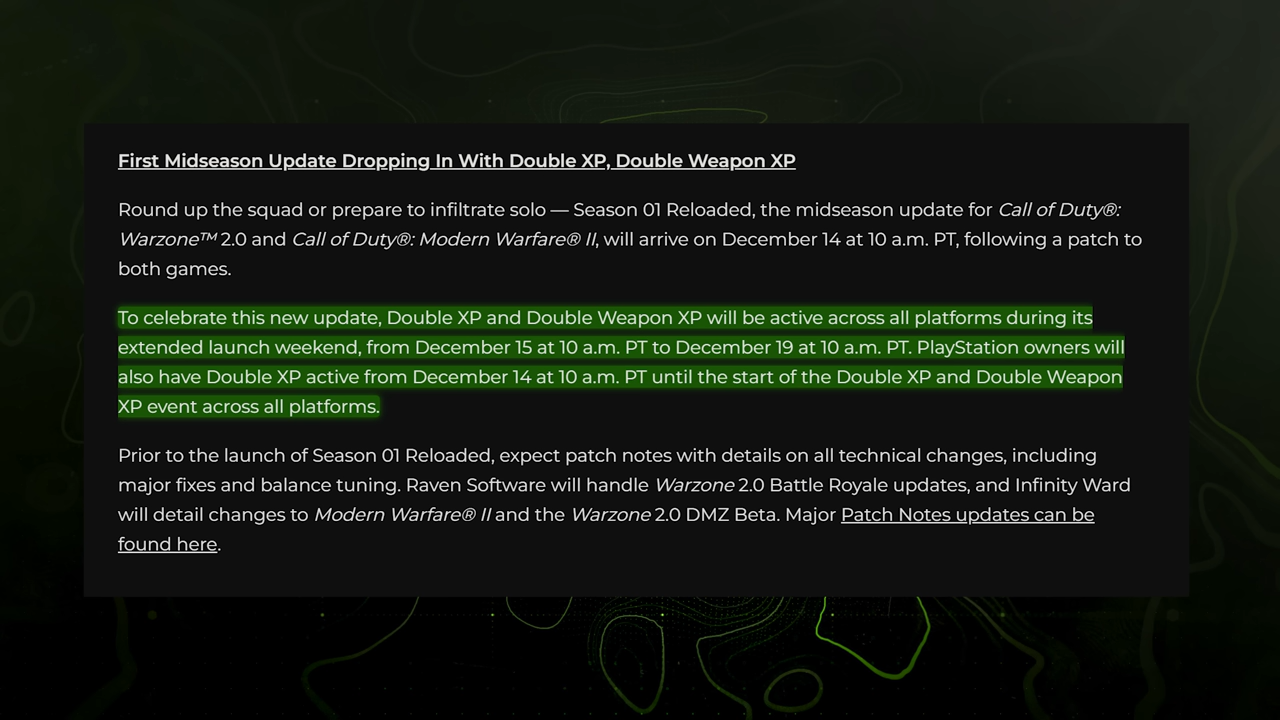 First Midseason Update Dropping In With Double XP, Double Weapon XP
Round up the squad or prepare to infiltrate solo — Season 01 Reloaded, the midseason update for Call of Duty®:
Warzone™ 2.0 and Call of Duty®: Modern Warfare® II, will arrive on December 14 at 10 a.m. PT, following a patch to
both games.
To celebrate this new update, Double XP and Double Weapon XP will be active across all platforms during its
extended launch weekend, from December 15 at 10 a.m. PT to December 19 at 10 a.m. PT. PlayStation owners will
also have Double XP active from December 14 at 10 a.m. PT until the start of the Double XP and Double Weapon
XP event across all platforms.
Prior to the launch of Season 01 Reloaded, expect patch notes with details on all technical changes, including
major fixes and balance tuning. Raven Software will handle Warzone 2.0 Battle Royale updates, and Infinity Ward
will detail changes to Modern Warfare® II and the Warzone 2.0 DMZ Beta. Major Patch Notes updates can be
found here.